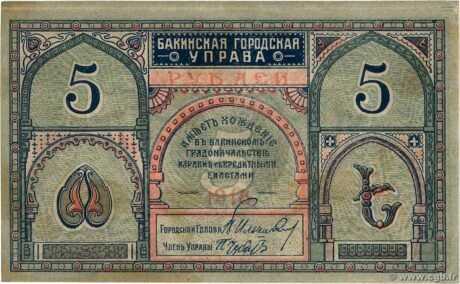 БАКИНСКАЯ ГОРОДСКАЯ
УПРАВА
РУБЛЕЙ
5 5
ИМѢЕТЪ ХОЖДЕНІЕ
ВЪ БАКИНСКОМЪ
ГРАДОНАЧАЛЬСТВѢ
НАРАВНѢ СЪ КРЕДИТНЫМИ
БИЛЕТАМИ
1918
ГОРОДСКОЙ ГОЛОВА
ЧЛЕНЪ УПРАВЫ
© www.cgb.fr